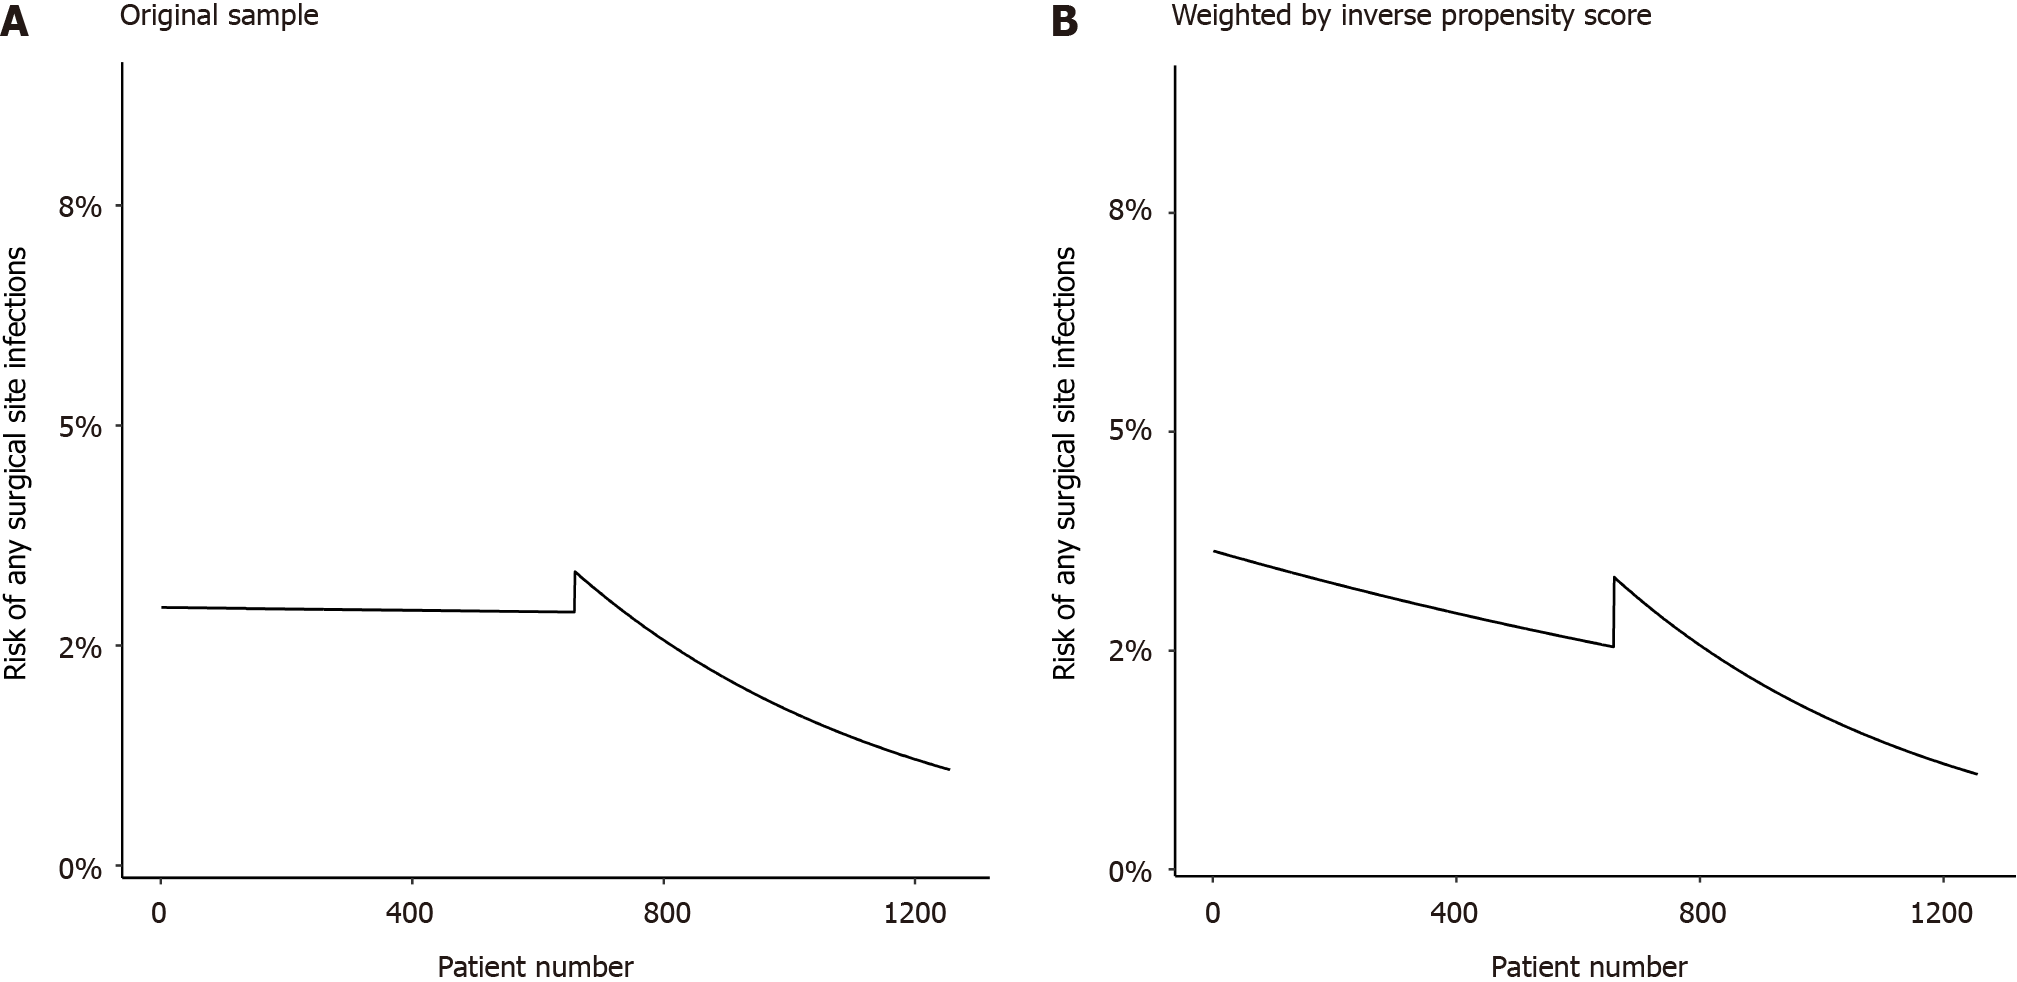 A
Original sample
Risk of any surgical site infections
8%
5%
2%
0%
0
400
800
1200
Patient number
B
Weighted by inverse propensity score
Risk of any surgical site infections
8%
5%
2%
0%
0
400
800
1200
Patient number